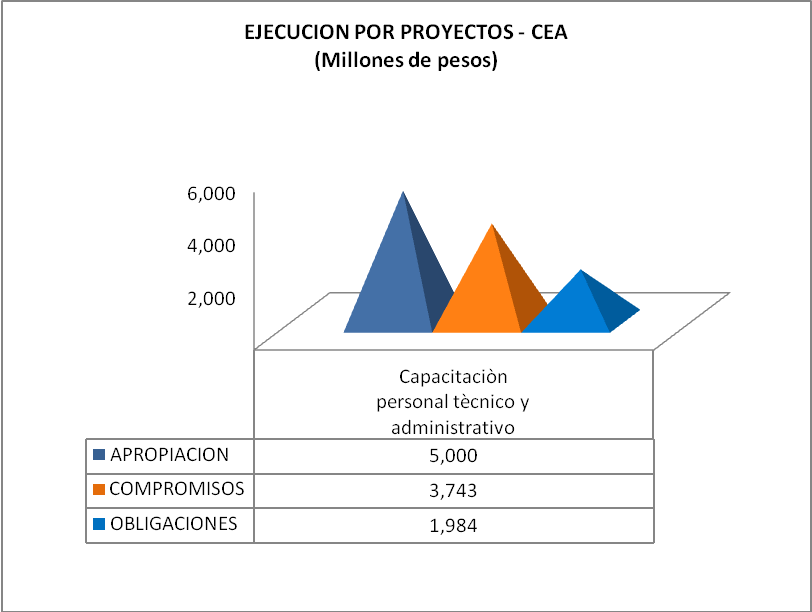 EJECUCION POR PROYECTOS - CEA
(Millones de pesos)
6,000
4,000
2,000
Capacitaciòn
personal tècnico y
administrativo
APROPIACION 5,000
COMPROMISOS 3,743
OBLIGACIONES 1,984